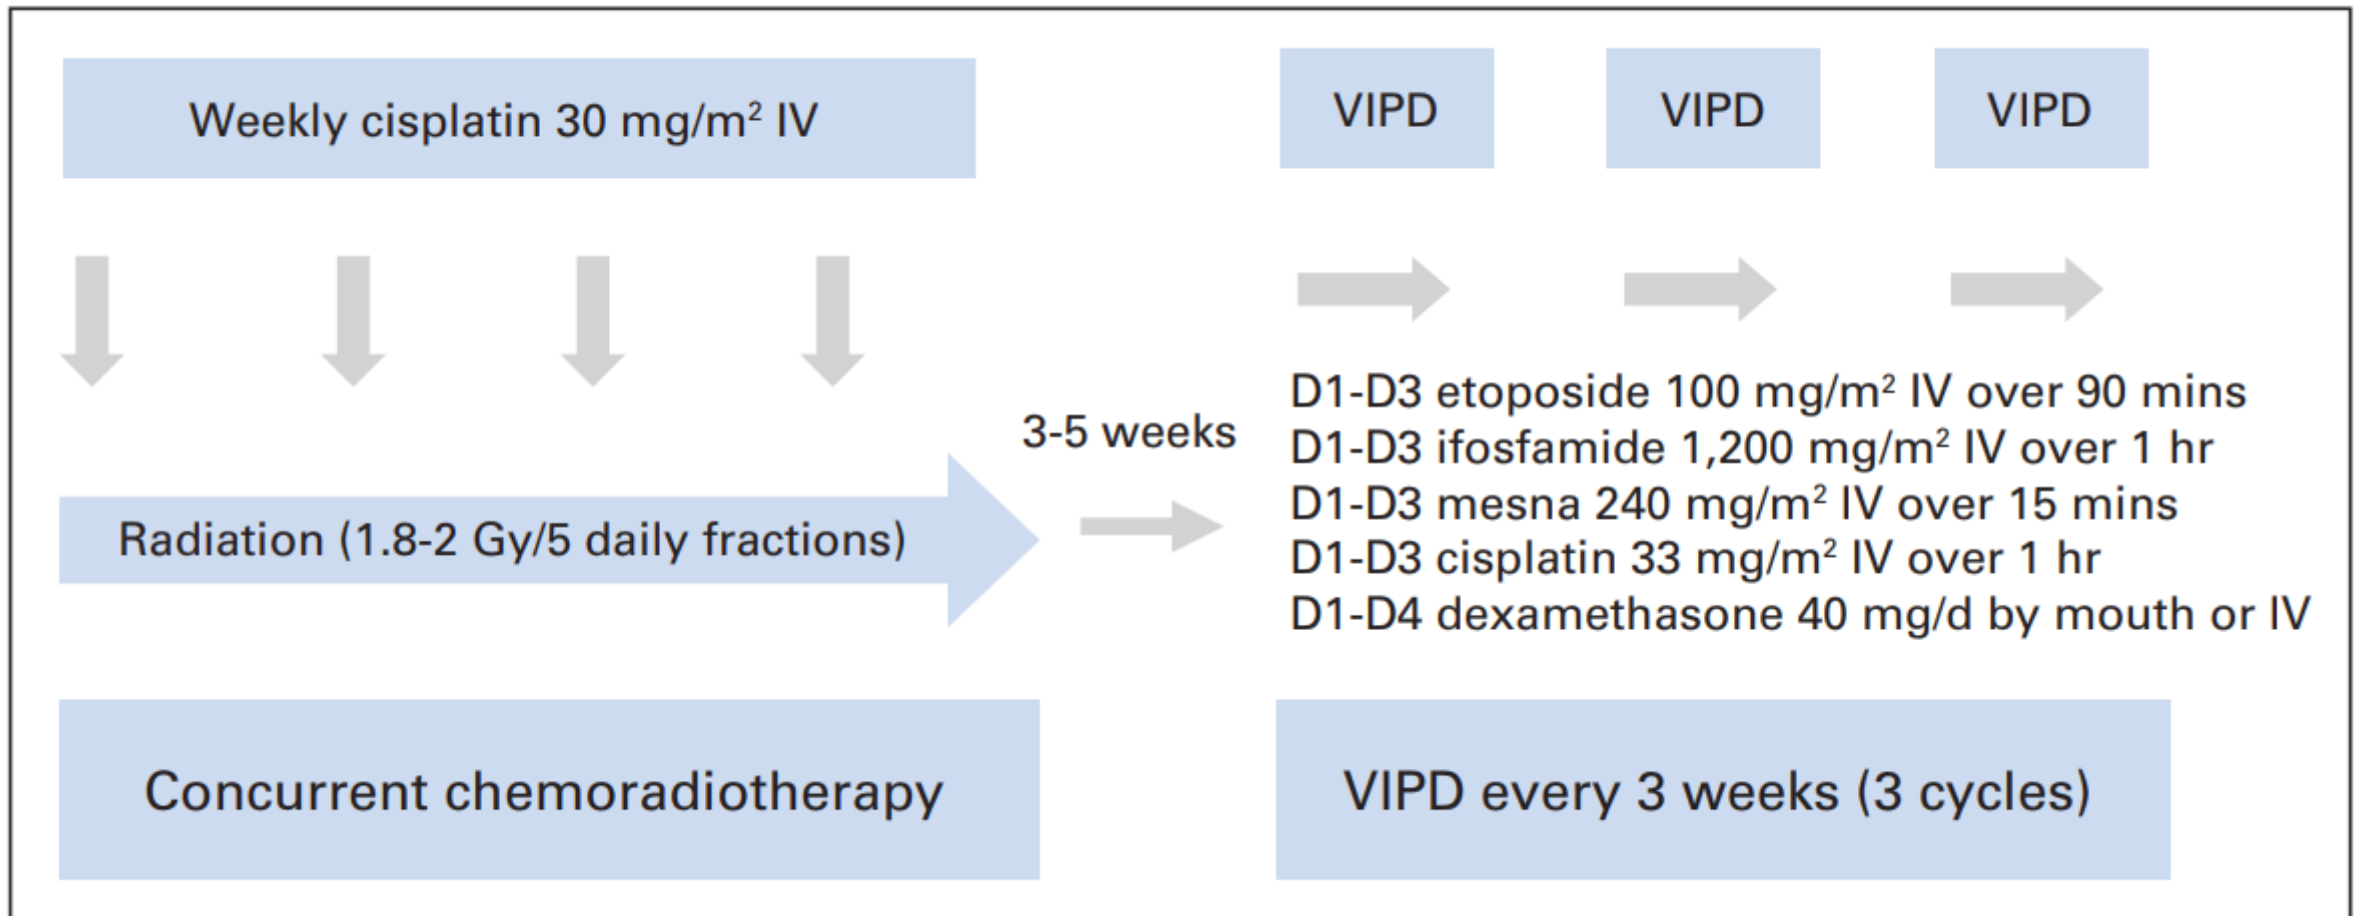 Weekly cisplatin 30 mg/m² IV
VIPD
VIPD
VIPD
3-5 weeks
Radiation (1.8-2 Gy/5 daily fractions)
D1-D3 etoposide 100 mg/m² IV over 90 mins
D1-D3 ifosfamide 1,200 mg/m² IV over 1 hr
D1-D3 mesna 240 mg/m² IV over 15 mins
D1-D3 cisplatin 33 mg/m² IV over 1 hr
D1-D4 dexamethasone 40 mg/d by mouth or IV
Concurrent chemoradiotherapy
VIPD every 3 weeks (3 cycles)